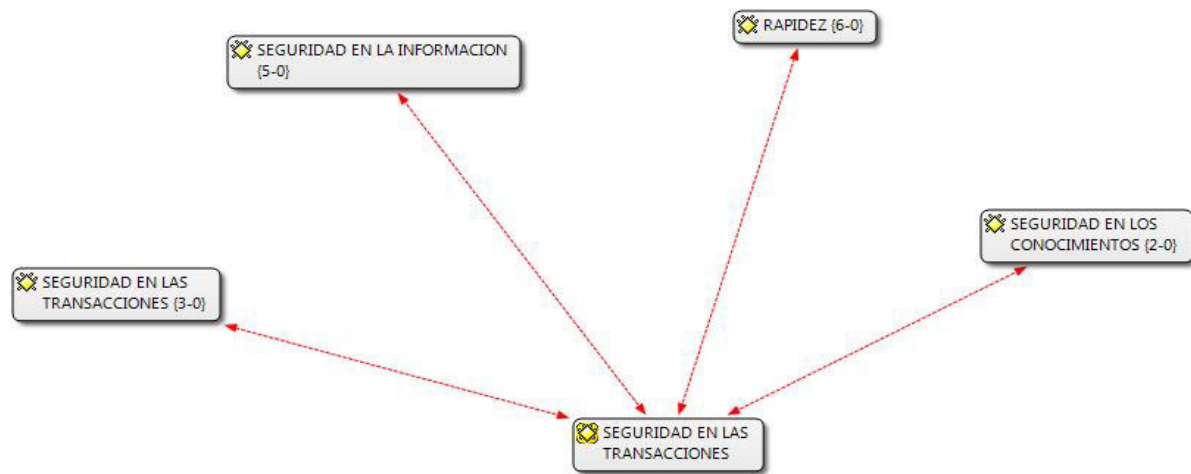 RAPIDEZ {6-0}
SEGURIDAD EN LA INFORMACION
{5-0}
SEGURIDAD EN LOS
CONOCIMIENTOS {2-0}
SEGURIDAD EN LAS
TRANSACCIONES {3-0}
SEGURIDAD EN LAS
TRANSACCIONES